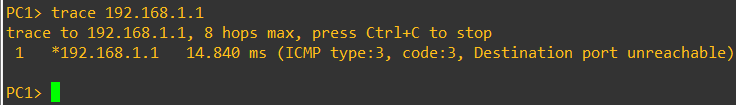 PC1> trace 192.168.1.1
trace to 192.168.1.1, 8 hops max, press Ctrl+C to stop
 1   *192.168.1.1   14.840 ms (ICMP type:3, code:3, Destination port unreachable)
PC1>